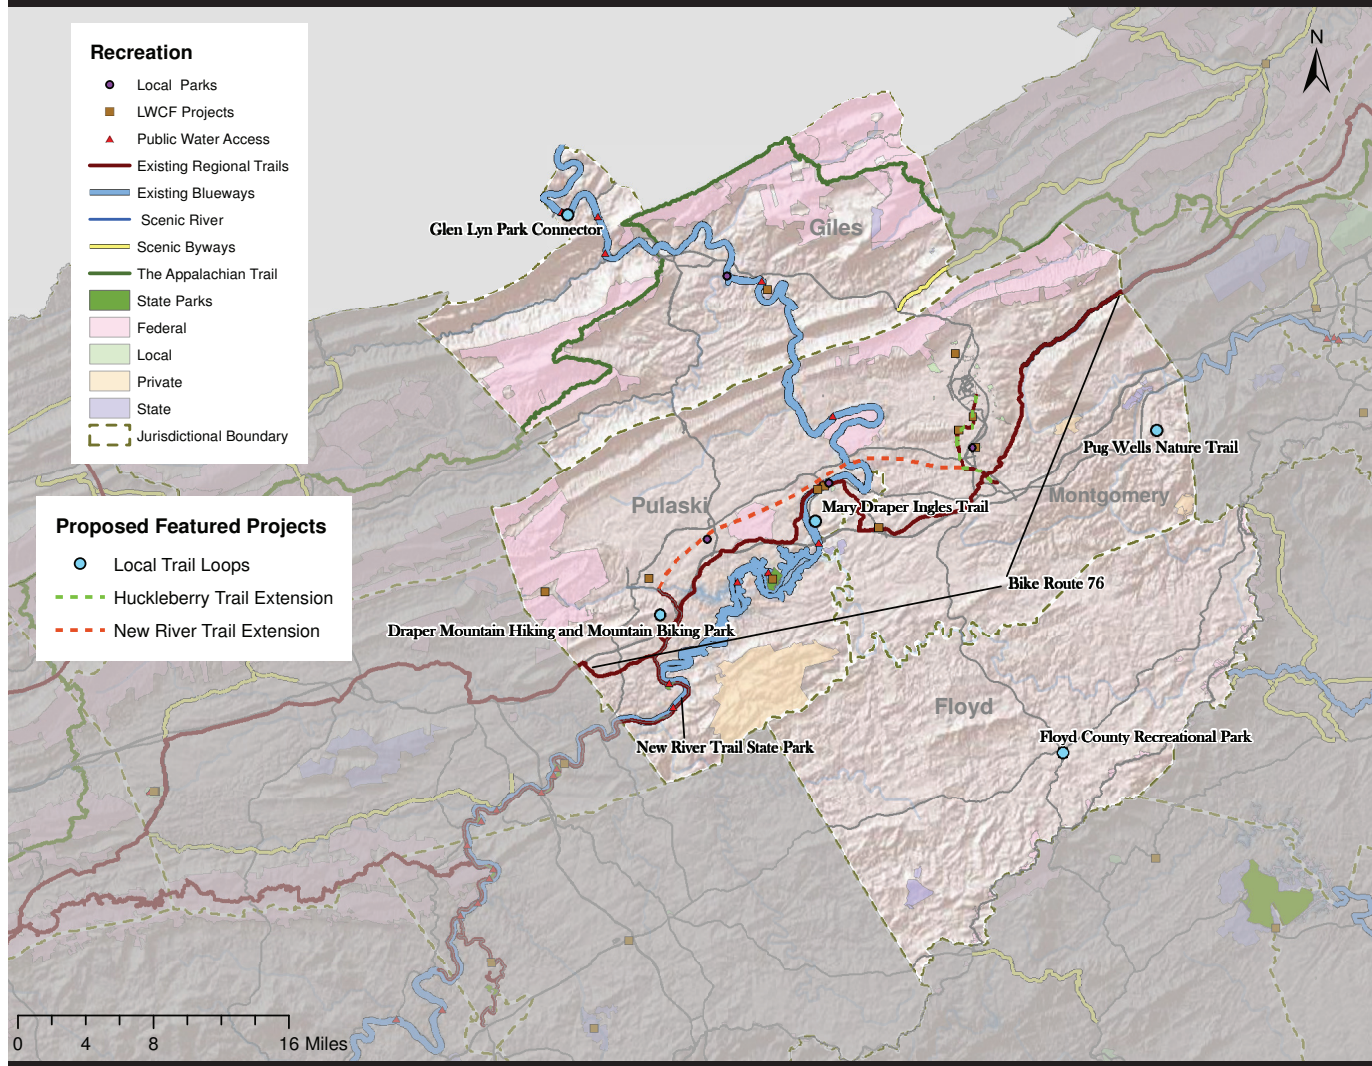 Recreation
Local Parks
LWCF Projects
Public Water Access
Existing Regional Trails
Existing Blueways
Scenic River
Scenic Byways
The Appalachian Trail
State Parks
Federal
Local
Private
State
Jurisdictional Boundary
Proposed Featured Projects
Local Trail Loops
Huckleberry Trail Extension
New River Trail Extension
N
Glen Lyn Park Connector
Giles
Pug Wells Nature Trail
Pulaski
Montgomery
Mary Draper Ingles Trail
Bike Route 76
Draper Mountain Hiking and Mountain Biking Park
Floyd
New River Trail State Park
Floyd County Recreational Park
0 4 8 16 Miles